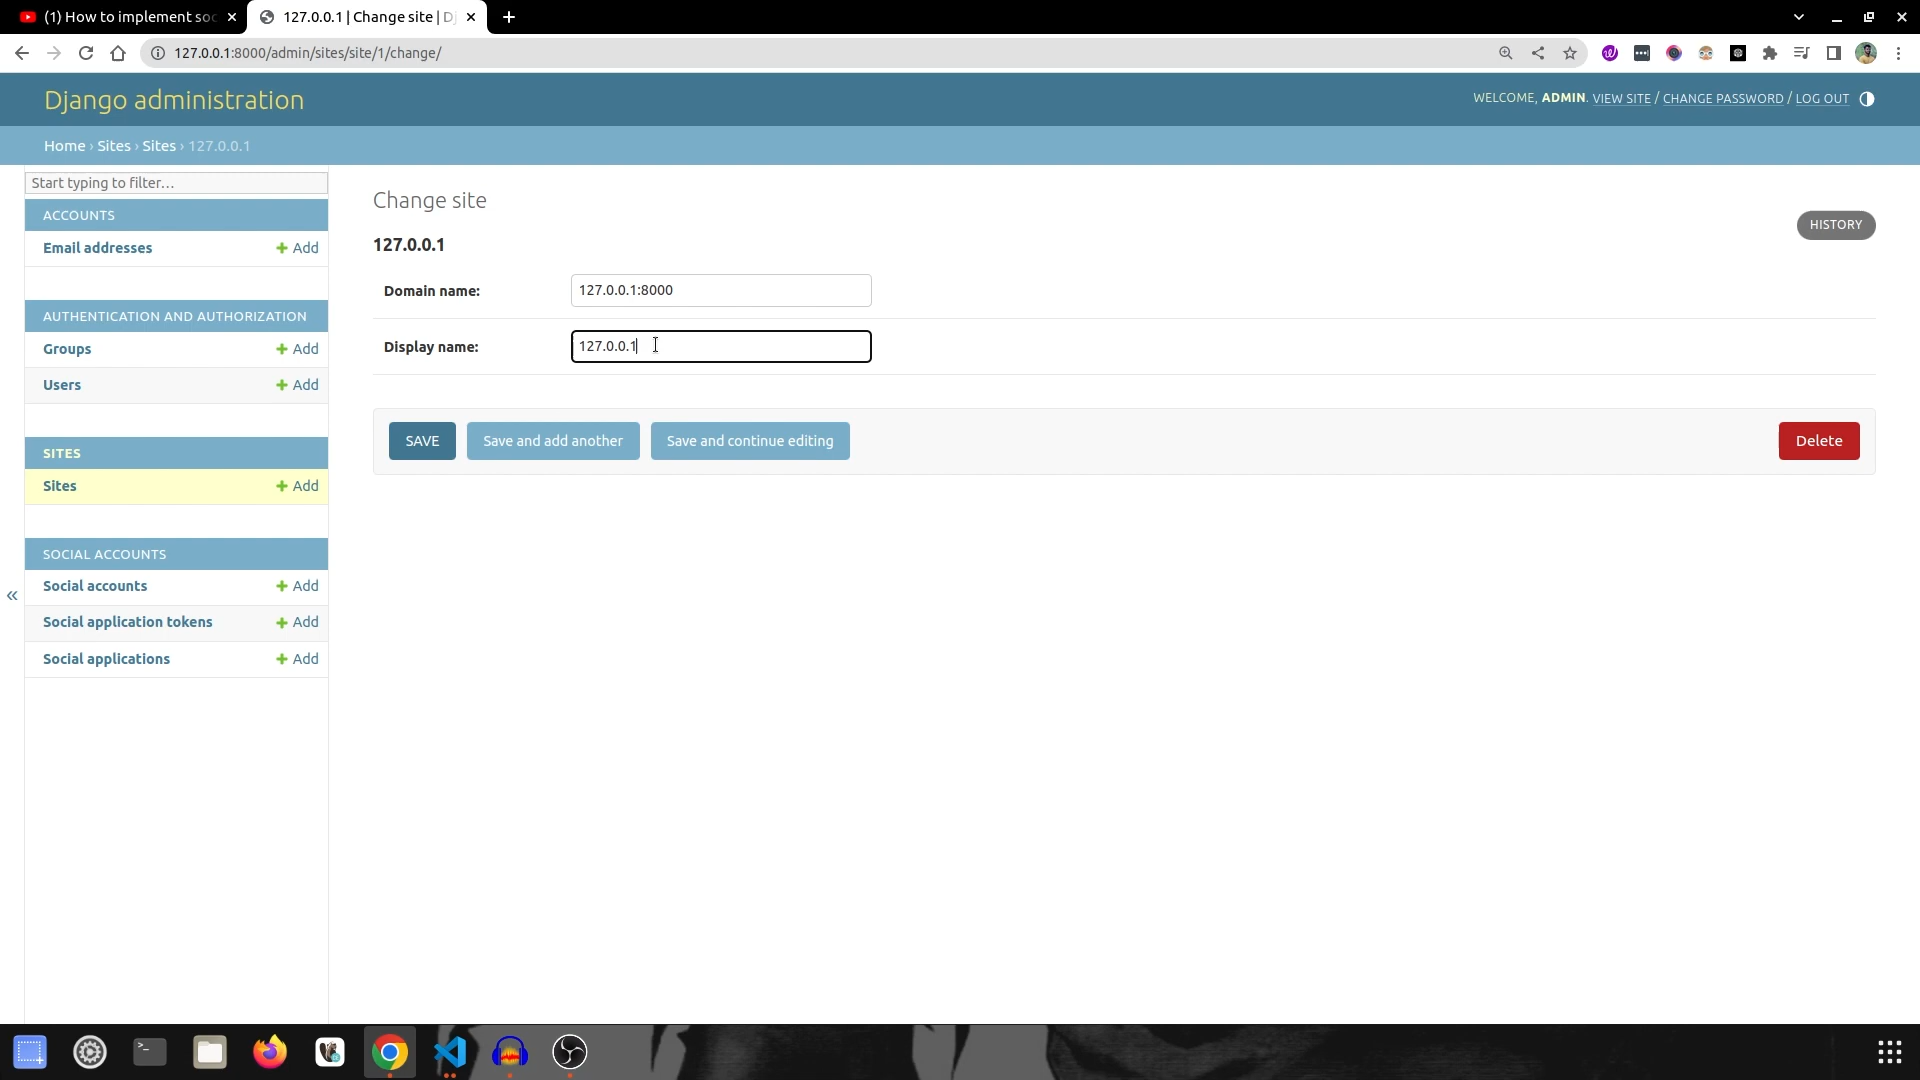 (1) How to implement soc
127.0.0.1 | Change site | D
127.0.0.1:8000/admin/sites/site/1/change/
Django administration
WELCOME, ADMIN. VIEW SITE / CHANGE PASSWORD / LOG OUT
Home › Sites › Sites › 127.0.0.1
Start typing to filter…
ACCOUNTS
Email addresses + Add
AUTHENTICATION AND AUTHORIZATION
Groups + Add
Users + Add
SITES
Sites + Add
SOCIAL ACCOUNTS
Social accounts + Add
Social application tokens + Add
Social applications + Add
«
Change site
HISTORY
127.0.0.1
Domain name: 127.0.0.1:8000
Display name: 127.0.0.1
SAVE Save and add another Save and continue editing Delete